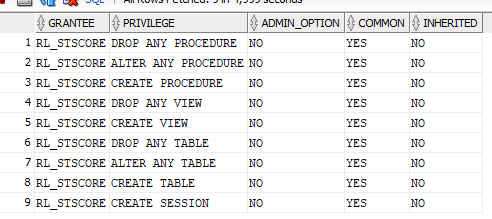 SQL | All Rows Fetched: 9 in 4,999 seconds
GRANTEE PRIVILEGE ADMIN_OPTION COMMON INHERITED
1 RL_STSCORE DROP ANY PROCEDURE NO YES NO
2 RL_STSCORE ALTER ANY PROCEDURE NO YES NO
3 RL_STSCORE CREATE PROCEDURE NO YES NO
4 RL_STSCORE DROP ANY VIEW NO YES NO
5 RL_STSCORE CREATE VIEW NO YES NO
6 RL_STSCORE DROP ANY TABLE NO YES NO
7 RL_STSCORE ALTER ANY TABLE NO YES NO
8 RL_STSCORE CREATE TABLE NO YES NO
9 RL_STSCORE CREATE SESSION NO YES NO